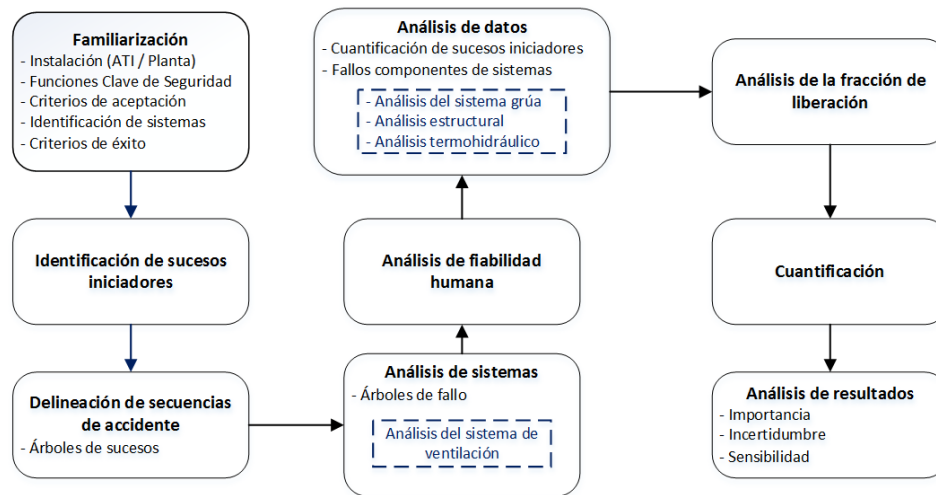 Familiarización
- Instalación (ATI / Planta)
- Funciones Clave de Seguridad
- Criterios de aceptación
- Identificación de sistemas
- Criterios de éxito
Identificación de sucesos
iniciadores
Delineación de secuencias
de accidente
- Árboles de sucesos
Análisis de sistemas
- Árboles de fallo
Análisis del sistema de
ventilación
Análisis de fiabilidad
humana
Análisis de datos
- Cuantificación de sucesos iniciadores
- Fallos componentes de sistemas
- Análisis del sistema grúa
- Análisis estructural
- Análisis termohidráulico
Análisis de la fracción de
liberación
Cuantificación
Análisis de resultados
- Importancia
- Incertidumbre
- Sensibilidad